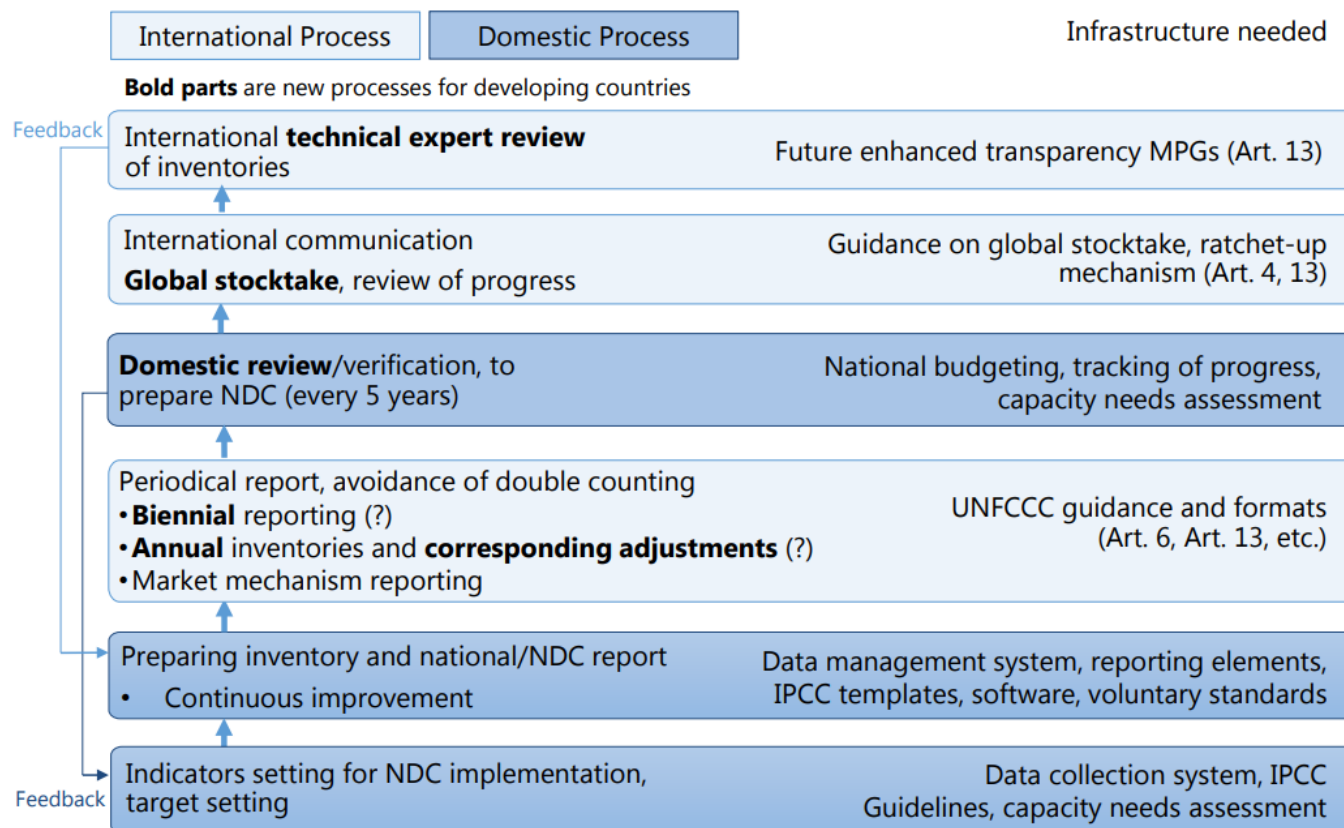 International Process
Domestic Process
Infrastructure needed
Bold parts are new processes for developing countries
Feedback
International technical expert review
of inventories
Future enhanced transparency MPGs (Art. 13)
International communication
Global stocktake, review of progress
Guidance on global stocktake, ratchet-up
mechanism (Art. 4, 13)
Domestic review/verification, to
prepare NDC (every 5 years)
National budgeting, tracking of progress,
capacity needs assessment
Periodical report, avoidance of double counting
•Biennial reporting (?)
•Annual inventories and corresponding adjustments (?)
•Market mechanism reporting
UNFCCC guidance and formats
(Art. 6, Art. 13, etc.)
Preparing inventory and national/NDC report
• Continuous improvement
Data management system, reporting elements,
IPCC templates, software, voluntary standards
Indicators setting for NDC implementation,
target setting
Data collection system, IPCC
Guidelines, capacity needs assessment
Feedback